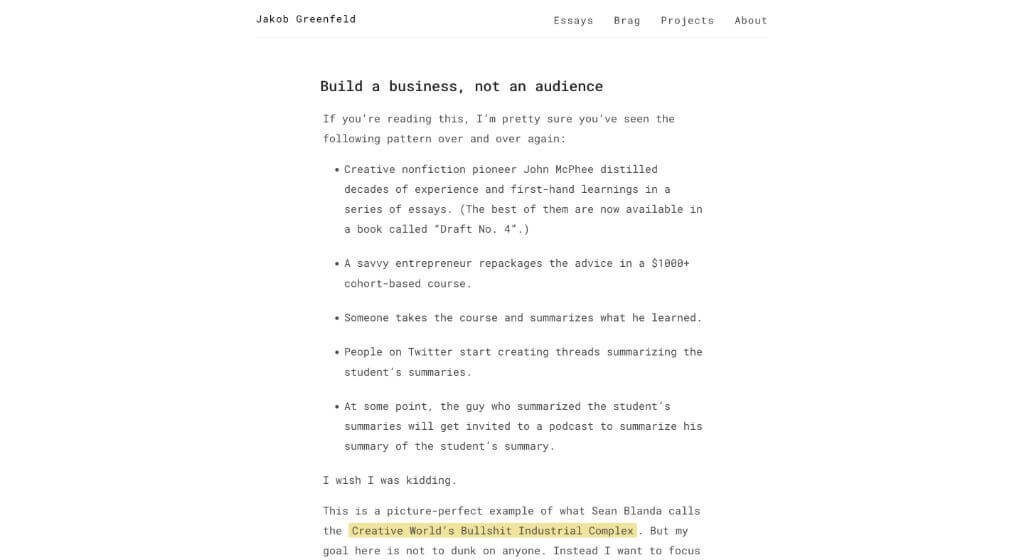 Jakob Greenfeld
Essays Brag Projects About
Build a business, not an audience
If you're reading this, I'm pretty sure you've seen the
following pattern over and over again:
• Creative nonfiction pioneer John McPhee distilled
decades of experience and first-hand learnings in a
series of essays. (The best of them are now available in
a book called “Draft No. 4”.)
• A savvy entrepreneur repackages the advice in a $1000+
cohort-based course.
• Someone takes the course and summarizes what he learned.
• People on Twitter start creating threads summarizing the
student's summaries.
• At some point, the guy who summarized the student's
summaries will get invited to a podcast to summarize his
summary of the student's summary.
I wish I was kidding.
This is a picture-perfect example of what Sean Blanda calls
the Creative World's Bullshit Industrial Complex. But my
goal here is not to dunk on anyone. Instead I want to focus